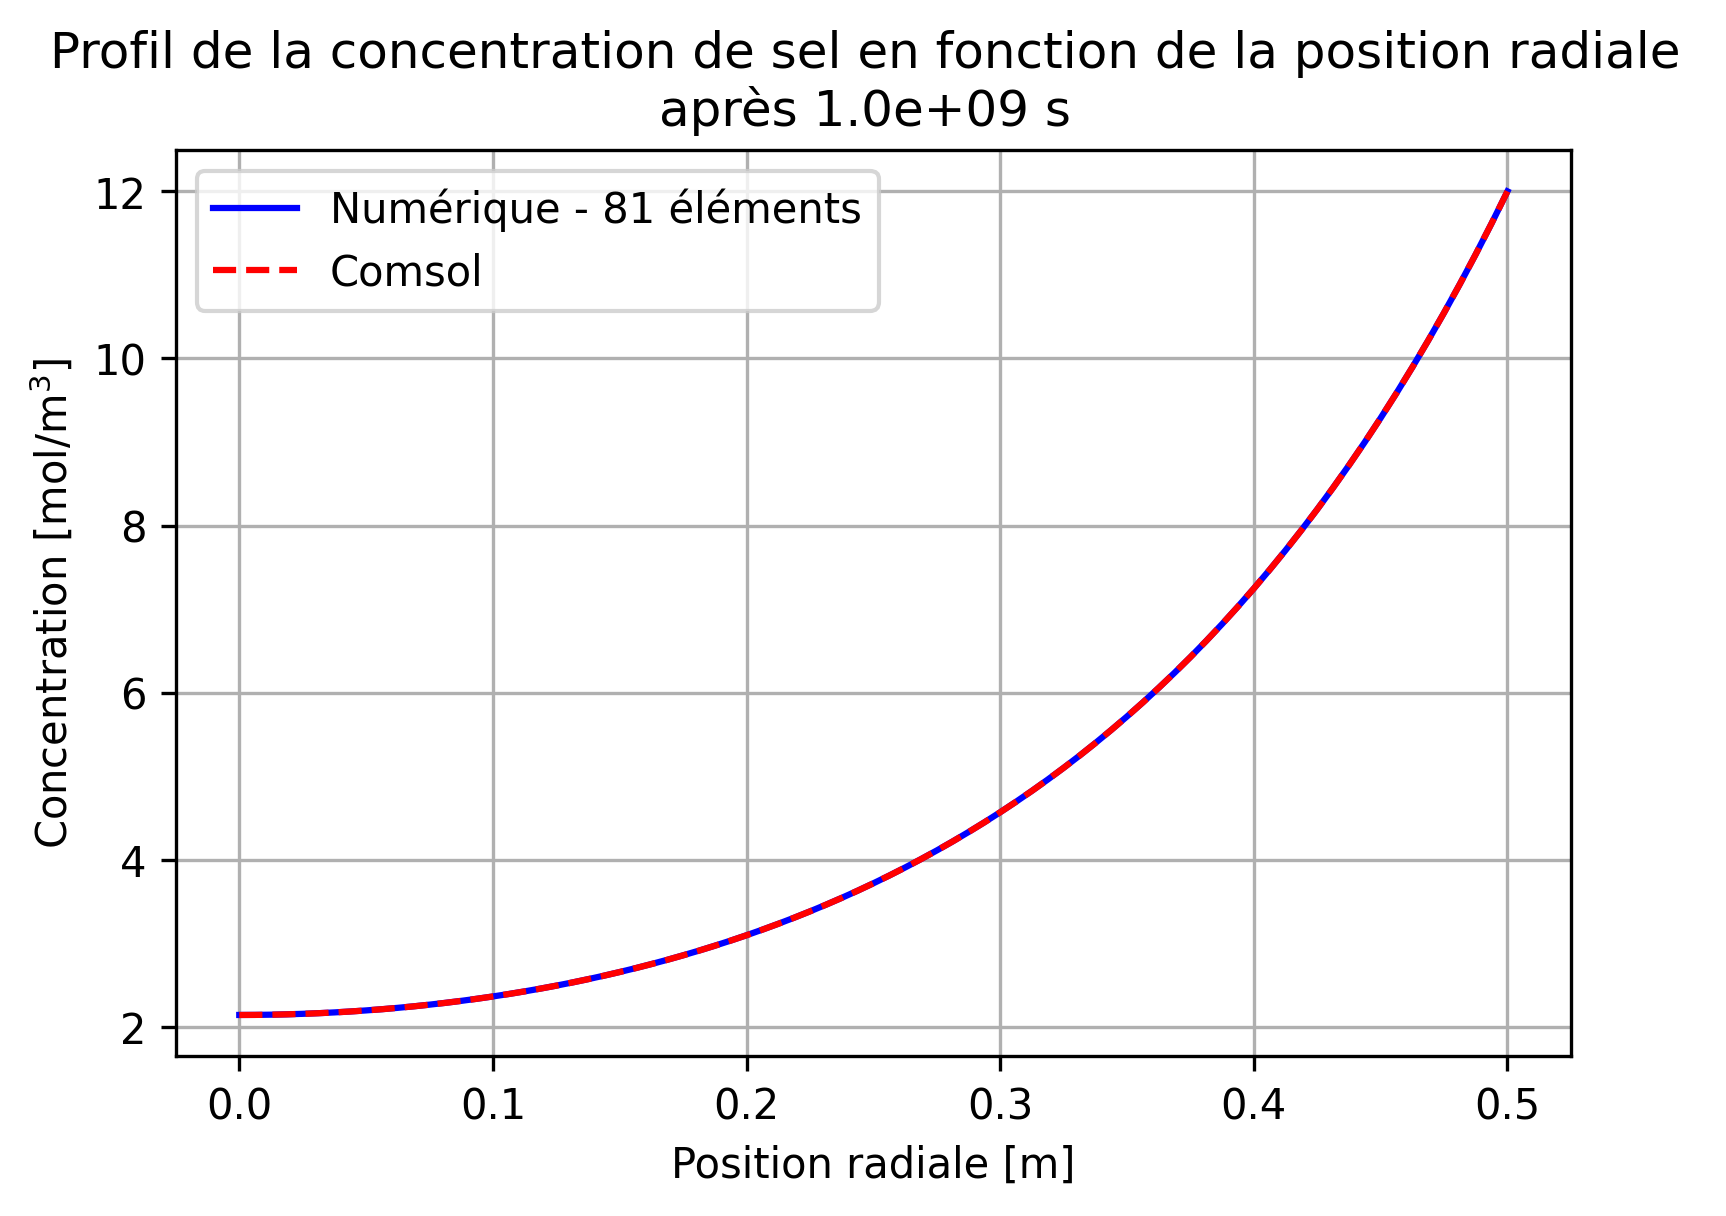 Profil de la concentration de sel en fonction de la position radiale
après 1.0e+09 s
Numérique - 81 éléments
Comsol
Concentration [mol/m³]
12
10
8
6
4
2
0.0 0.1 0.2 0.3 0.4 0.5
Position radiale [m]